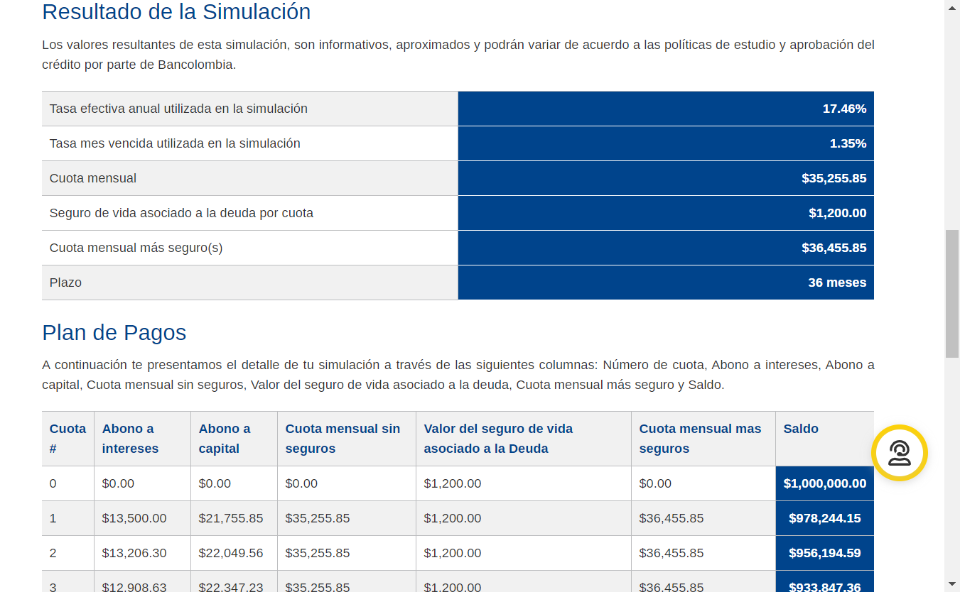 Resultado de la Simulación
Los valores resultantes de esta simulación, son informativos, aproximados y podrán variar de acuerdo a las políticas de estudio y aprobación del
crédito por parte de Bancolombia.
Tasa efectiva anual utilizada en la simulación 17.46%
Tasa mes vencida utilizada en la simulación 1.35%
Cuota mensual $35,255.85
Seguro de vida asociado a la deuda por cuota $1,200.00
Cuota mensual más seguro(s) $36,455.85
Plazo 36 meses
Plan de Pagos
A continuación te presentamos el detalle de tu simulación a través de las siguientes columnas: Número de cuota, Abono a intereses, Abono a
capital, Cuota mensual sin seguros, Valor del seguro de vida asociado a la deuda, Cuota mensual más seguro y Saldo.
Cuota # Abono a intereses Abono a capital Cuota mensual sin seguros Valor del seguro de vida asociado a la Deuda Cuota mensual mas seguros Saldo
0 $0.00 $0.00 $0.00 $1,200.00 $0.00 $1,000,000.00
1 $13,500.00 $21,755.85 $35,255.85 $1,200.00 $36,455.85 $978,244.15
2 $13,206.30 $22,049.56 $35,255.85 $1,200.00 $36,455.85 $956,194.59
3 $12,908.63 $22,347.23 $35,255.85 $1,200.00 $36,455.85 $933,847.36